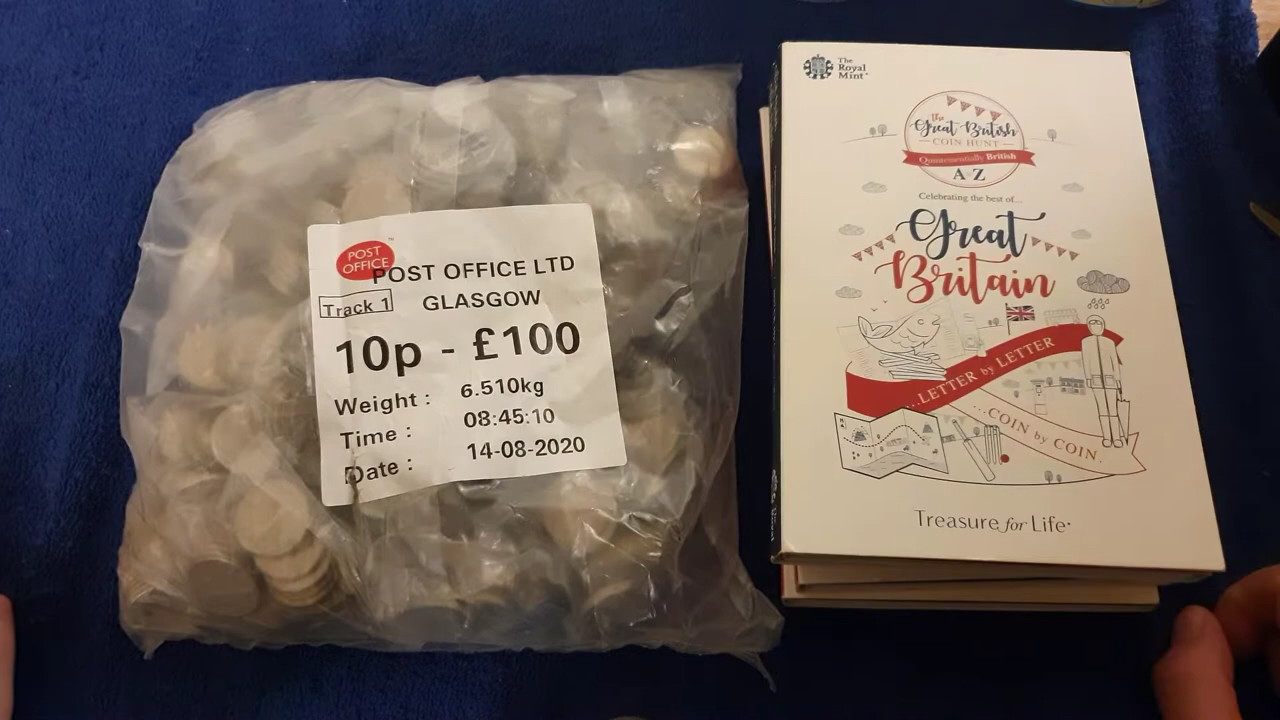 POST
OFFICE
POST OFFICE LTD
Track 1
GLASGOW
10p - £100
Weight : 6.510kg
Time : 08:45:10
Date : 14-08-2020
The
Royal
Mint
the
Great British
COIN HUNT
Quintessentially British
A-Z
Celebrating the best of...
Great
Britain
...LETTER by LETTER
...COIN by COIN.
Treasure for Life